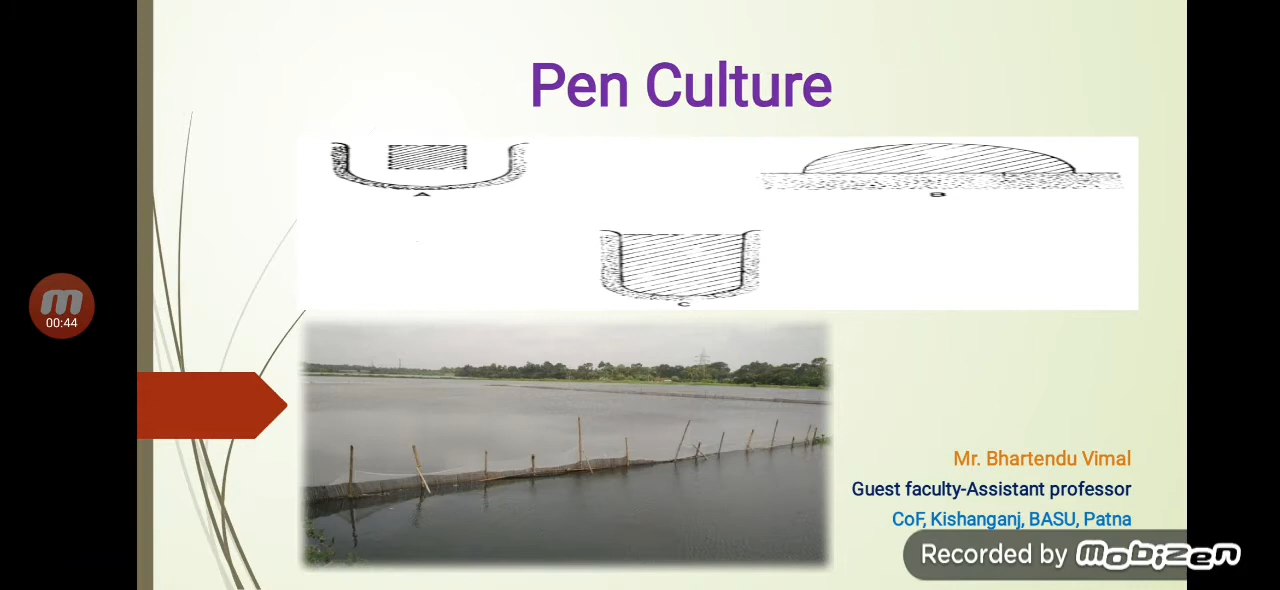 Pen Culture
A
B
C
00:44
Mr. Bhartendu Vimal
Guest faculty-Assistant professor
CoF, Kishanganj, BASU, Patna
Recorded by Mobizen